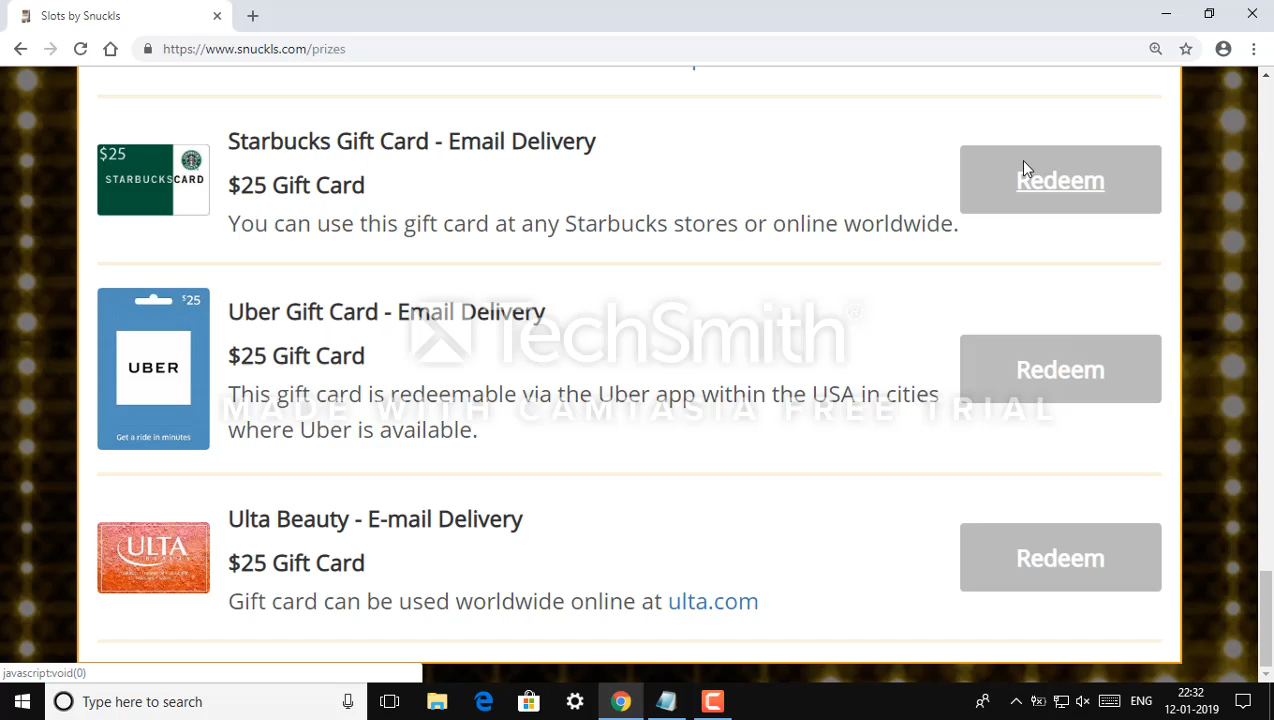 Slots by Snuckls
https://www.snuckls.com/prizes
$25
STARBUCKSCARD
Starbucks Gift Card - Email Delivery
$25 Gift Card
You can use this gift card at any Starbucks stores or online worldwide.
Redeem
$25
UBER
Get a ride in minutes
Uber Gift Card - Email Delivery
$25 Gift Card
This gift card is redeemable via the Uber app within the USA in cities
where Uber is available.
Redeem
TechSmith®
MADE WITH CAMTASIA FREE TRIAL
ULTA
Ulta Beauty - E-mail Delivery
$25 Gift Card
Gift card can be used worldwide online at ulta.com
Redeem
javascript:void(0)
Type here to search
ENG
22:32
12-01-2019